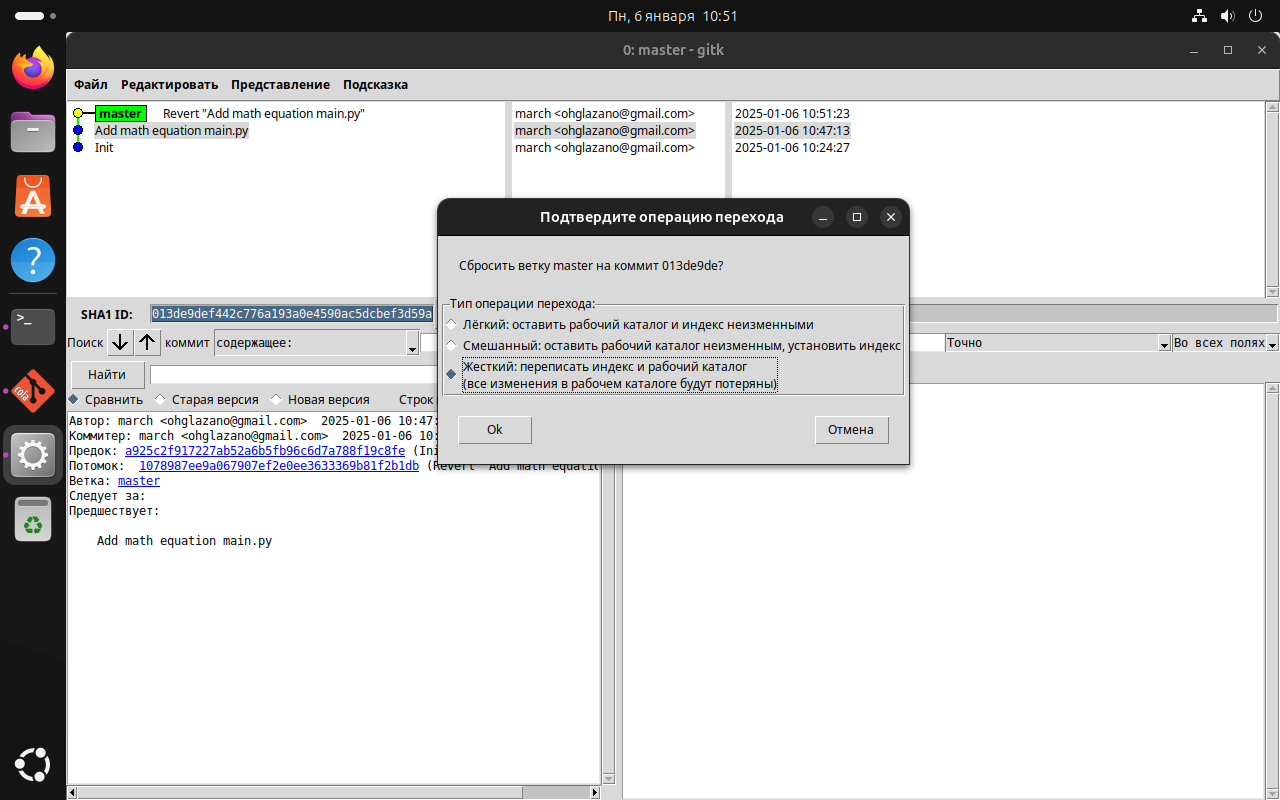 Пн, 6 января 10:51
0: master - gitk
Файл Редактировать Представление Подсказка
master Revert "Add math equation main.py" march <ohglazano@gmail.com> 2025-01-06 10:51:23
Add math equation main.py march <ohglazano@gmail.com> 2025-01-06 10:47:13
Init march <ohglazano@gmail.com> 2025-01-06 10:24:27
Подтвердите операцию перехода
Сбросить ветку master на коммит 013de9de?
Тип операции перехода:
Лёгкий: оставить рабочий каталог и индекс неизменными
Смешанный: оставить рабочий каталог неизменным, установить индекс
Жесткий: переписать индекс и рабочий каталог
(все изменения в рабочем каталоге будут потеряны)
Ok Отмена
SHA1 ID: 013de9def442c776a193a0e4590ac5dcbef3d59a
Поиск коммит содержащее: Точно Во всех полях
Найти
Сравнить Старая версия Новая версия Строк
Автор: march <ohglazano@gmail.com> 2025-01-06 10:47:
Коммитер: march <ohglazano@gmail.com> 2025-01-06 10:
Предок: a925c2f917227ab52a6b5fb96c6d7a788f19c8fe (Ini
Потомок: 1078987ee9a067907ef2e0ee3633369b81f2b1db (Revert "Add math equatio
Ветка: master
Следует за:
Предшествует:
Add math equation main.py